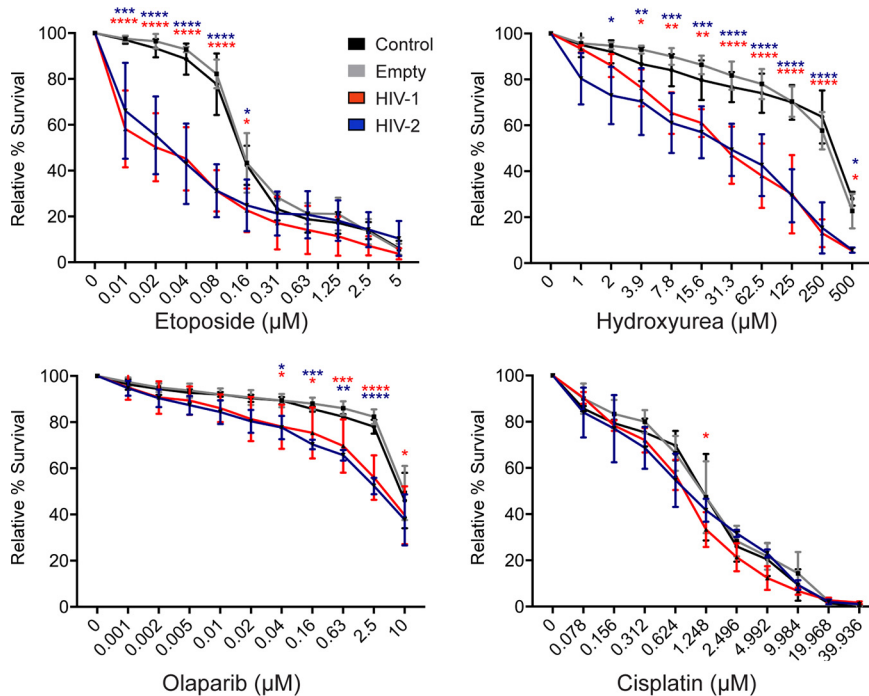 *** **** **** ****
**** **** **** ****
*
*
Relative % Survival
100
80
60
40
20
0
Control
Empty
HIV-1
HIV-2
0 0.01 0.02 0.04 0.08 0.16 0.31 0.63 1.25 2.5 5
Etoposide (µM)
* ** *** *** **** **** **** ****
* ** ** **** **** **** ****
*
*
Relative % Survival
100
80
60
40
20
0
0 1 2 3.9 7.8 15.6 31.3 62.5 125 250 500
Hydroxyurea (µM)
* *** *** ****
* * ** ****
*
Relative % Survival
100
80
60
40
20
0
0 0.001 0.002 0.005 0.01 0.02 0.04 0.16 0.63 2.5 10
Olaparib (µM)
*
Relative % Survival
100
80
60
40
20
0
0 0.078 0.156 0.312 0.624 1.248 2.496 4.992 9.984 19.968 39.936
Cisplatin (µM)